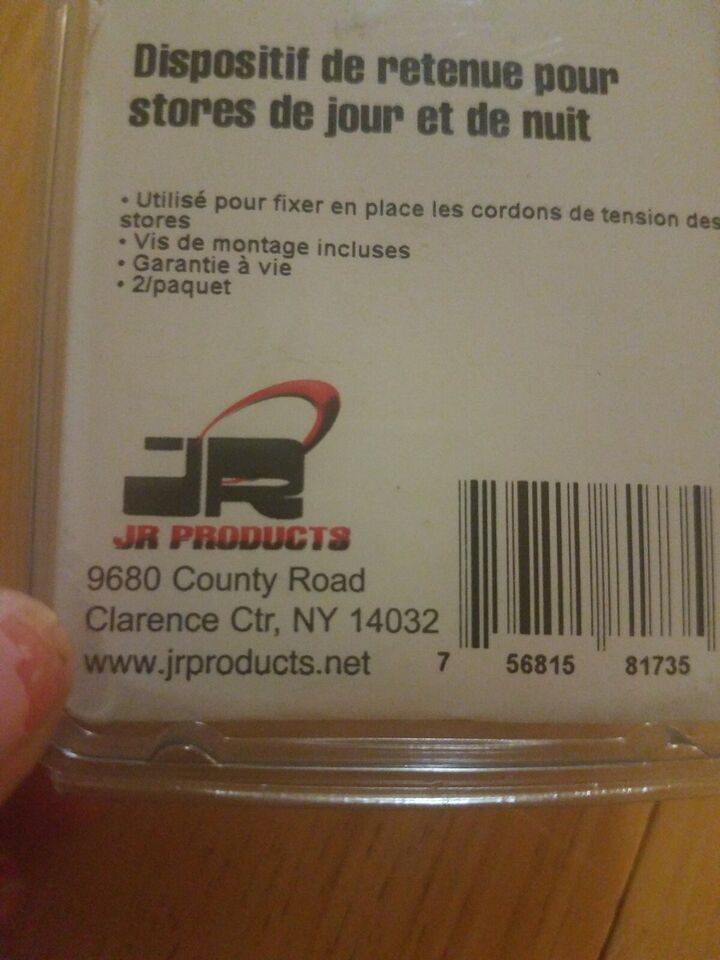 Dispositif de retenue pour
stores de jour et de nuit
• Utilisé pour fixer en place les cordons de tension des
stores
• Vis de montage incluses
• Garantie à vie
• 2/paquet
JR
JR PRODUCTS
9680 County Road
Clarence Ctr, NY 14032
www.jrproducts.net
7 56815 81735